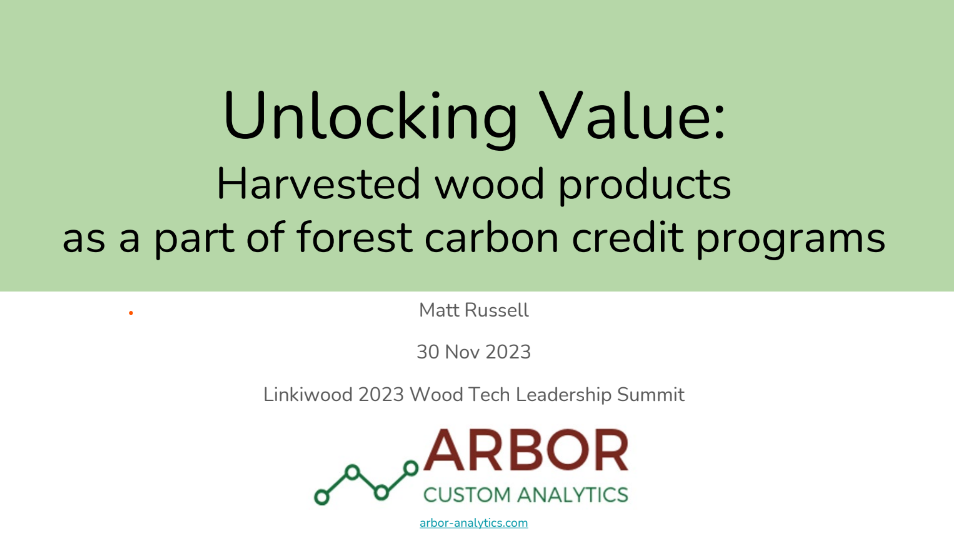 Unlocking Value:
Harvested wood products
as a part of forest carbon credit programs
Matt Russell
30 Nov 2023
Linkiwood 2023 Wood Tech Leadership Summit
ARBOR
CUSTOM ANALYTICS
arbor-analytics.com